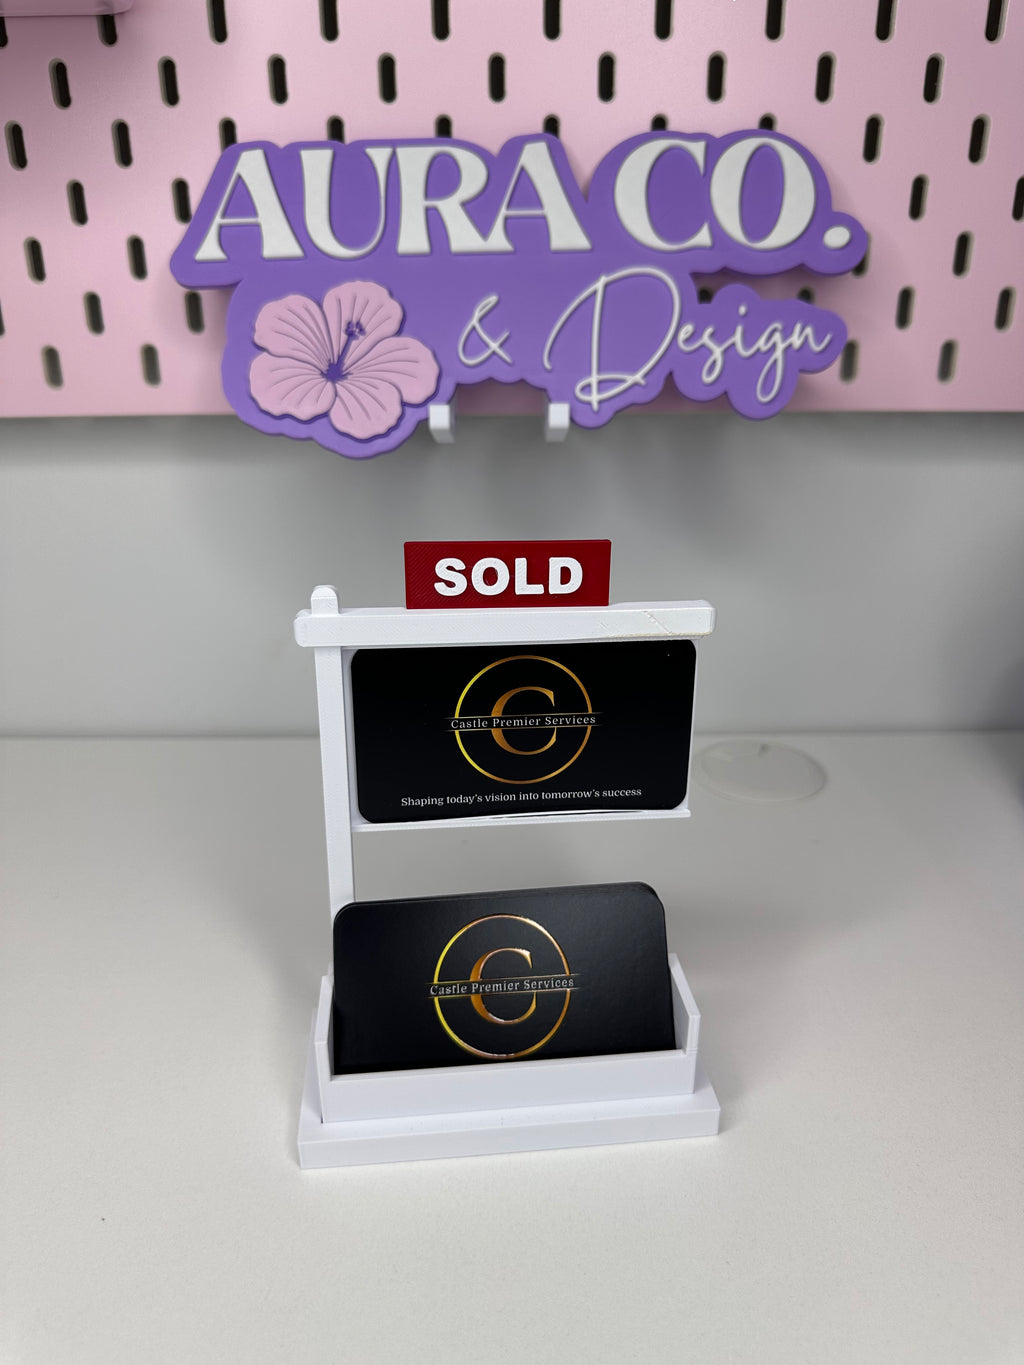 AURA CO.
& Design
SOLD
C
Castle Premier Services
Shaping today's vision into tomorrow's success
C
Castle Premier Services